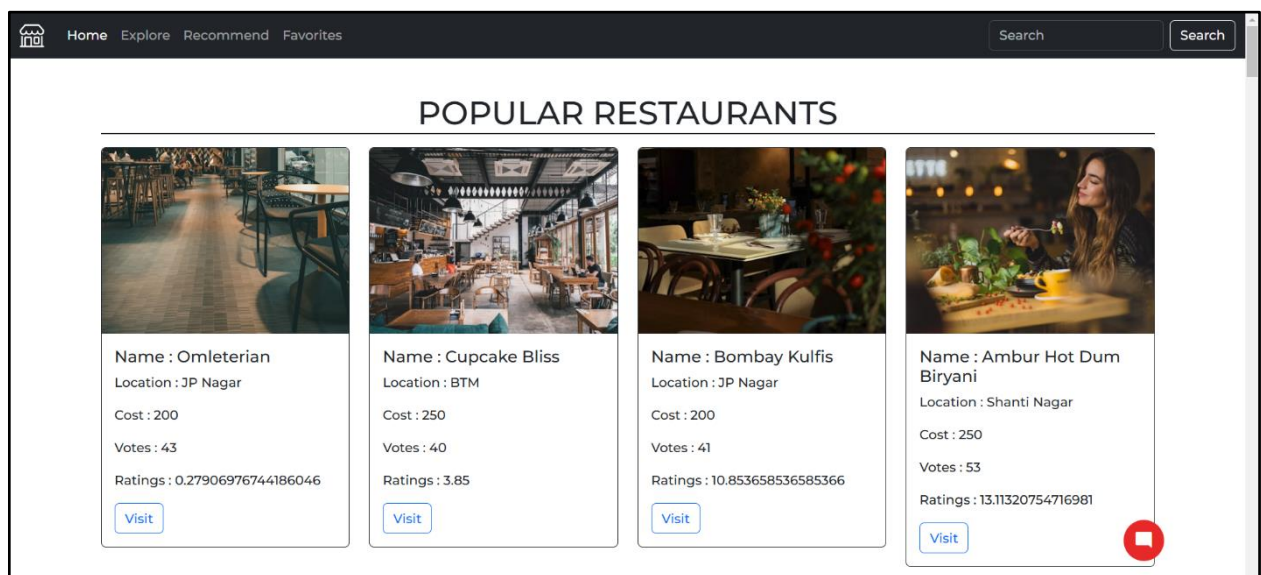 Home Explore Recommend Favorites Search Search
POPULAR RESTAURANTS
Name : Omleterian
Location : JP Nagar
Cost : 200
Votes : 43
Ratings : 0.27906976744186046
Visit
Name : Cupcake Bliss
Location : BTM
Cost : 250
Votes : 40
Ratings : 3.85
Visit
Name : Bombay Kulfis
Location : JP Nagar
Cost : 200
Votes : 41
Ratings : 10.853658536585366
Visit
Name : Ambur Hot Dum
Biryani
Location : Shanti Nagar
Cost : 250
Votes : 53
Ratings : 13.11320754716981
Visit